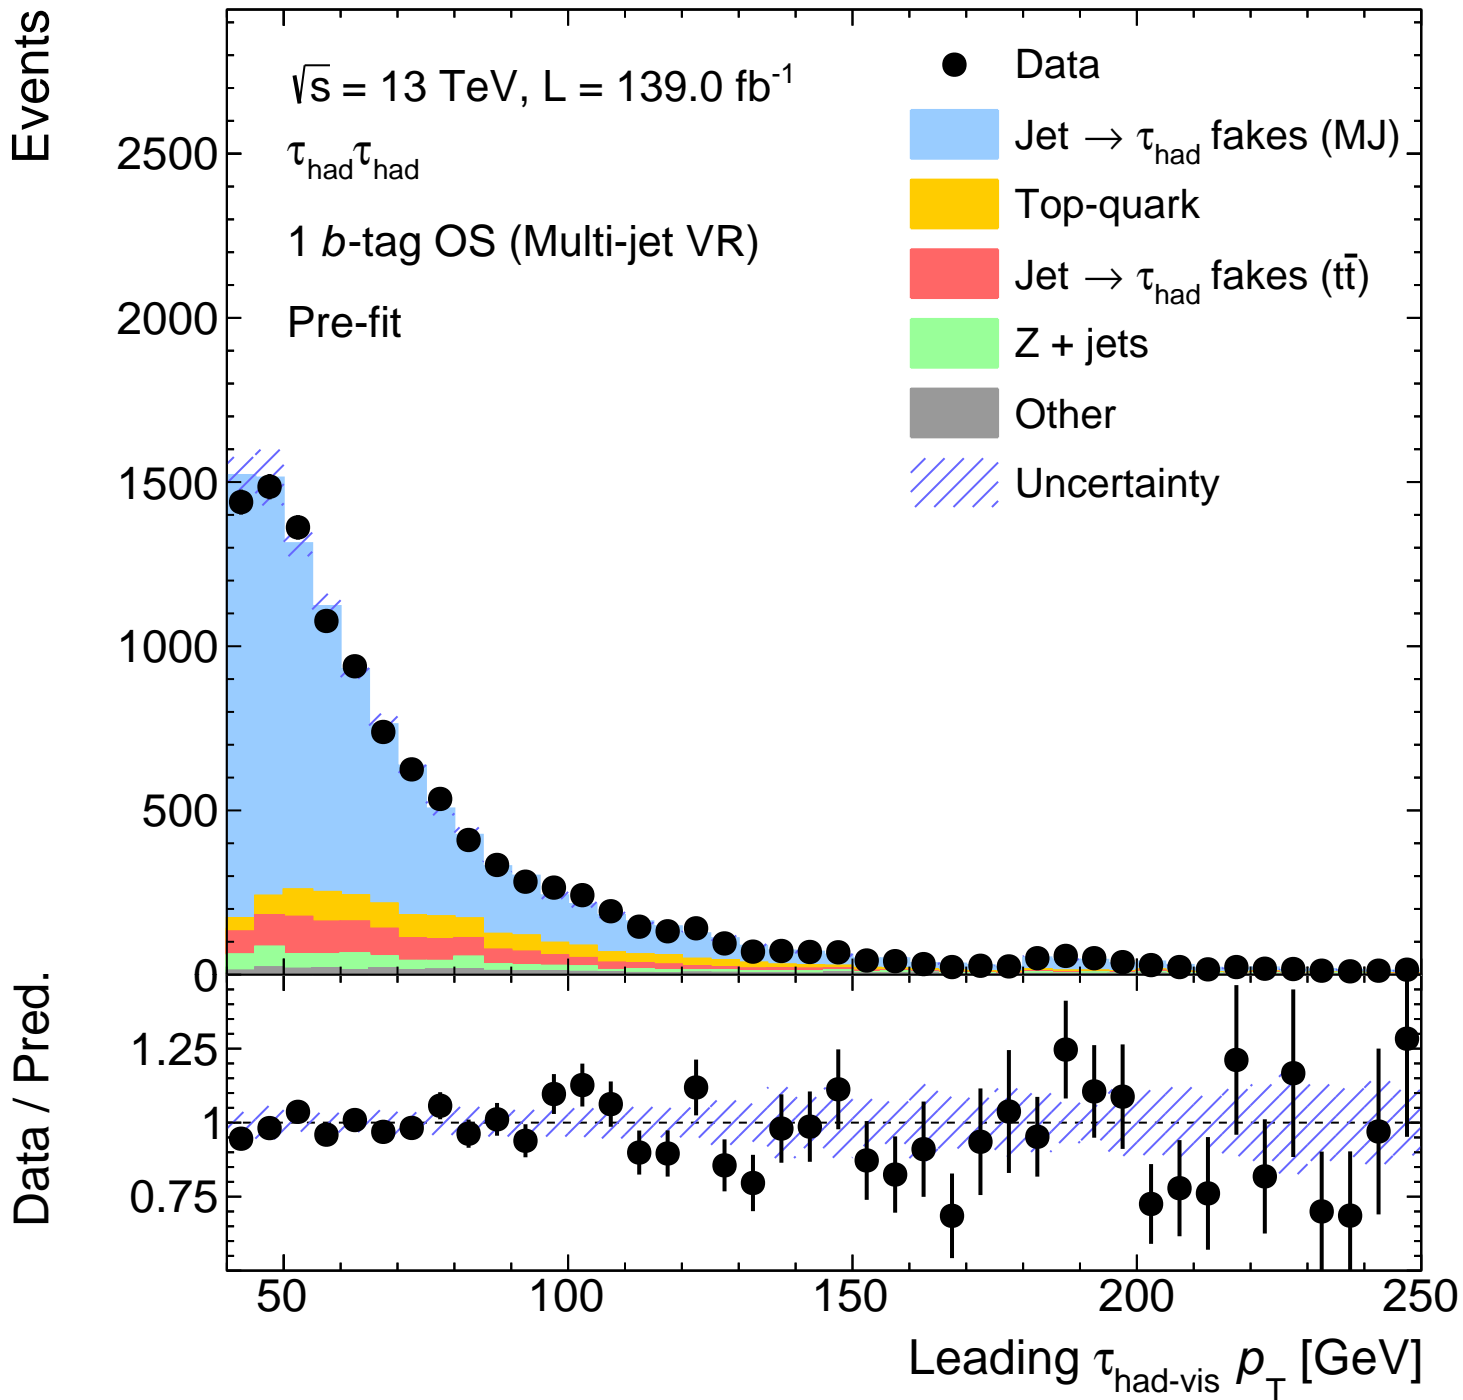 Events
√s = 13 TeV, L = 139.0 fb-1
τhadτhad
1 b-tag OS (Multi-jet VR)
Pre-fit
Data
Jet → τhad fakes (MJ)
Top-quark
Jet → τhad fakes (tt̄)
Z + jets
Other
Uncertainty
2500
2000
1500
1000
500
0
Data / Pred.
1.25
1
0.75
50 100 150 200 250
Leading τhad-vis pT [GeV]